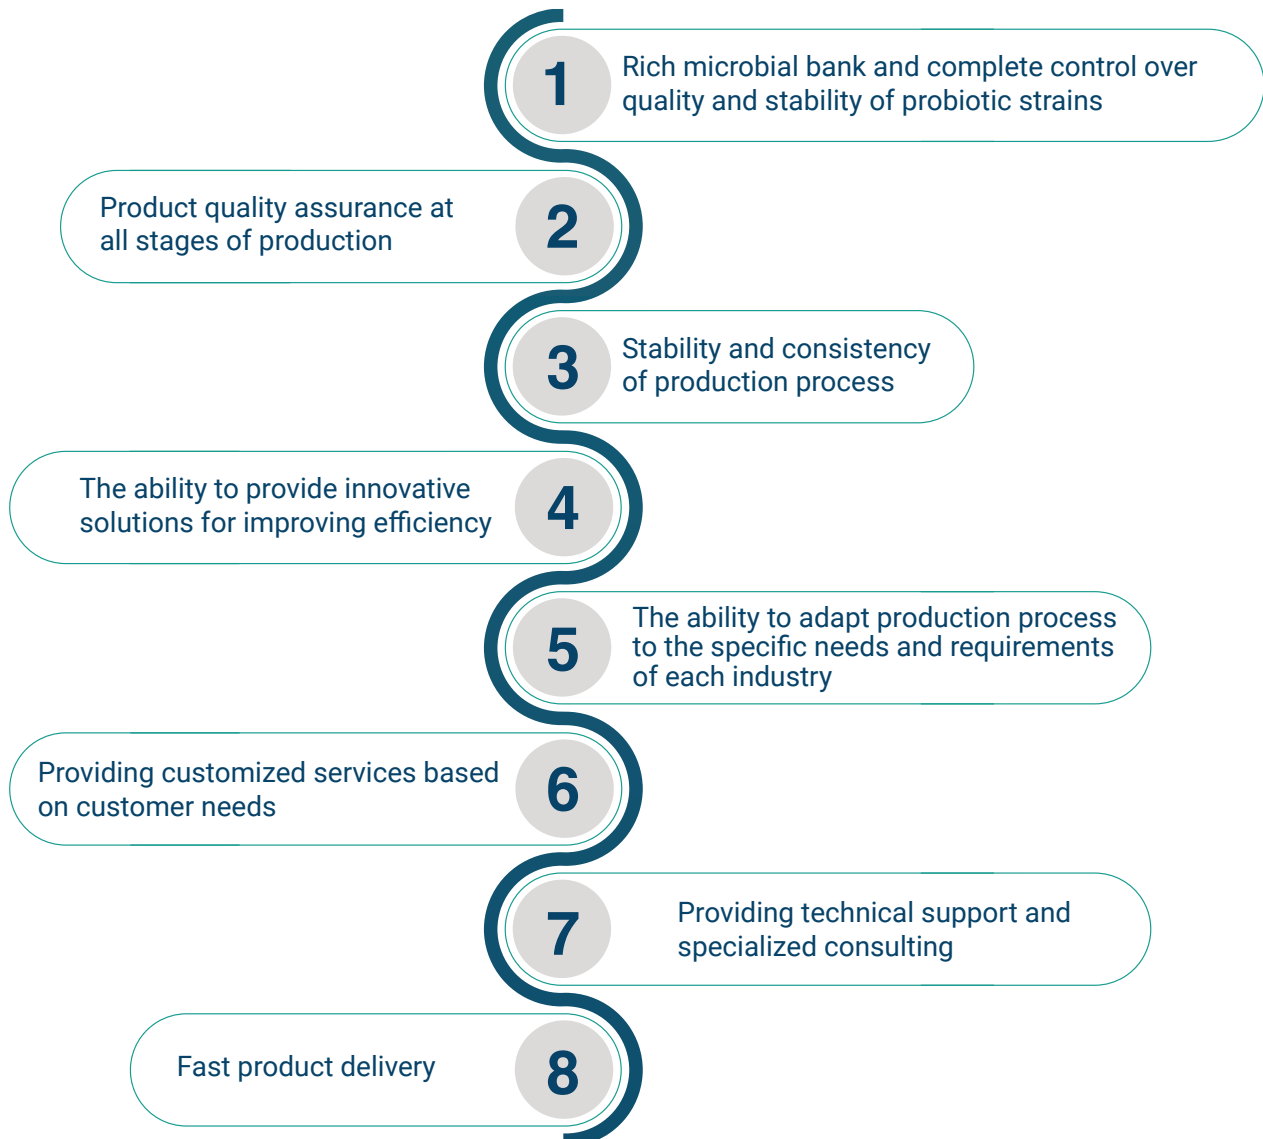 1
Rich microbial bank and complete control over
quality and stability of probiotic strains
2
Product quality assurance at
all stages of production
3
Stability and consistency
of production process
4
The ability to provide innovative
solutions for improving efficiency
5
The ability to adapt production process
to the specific needs and requirements
of each industry
6
Providing customized services based
on customer needs
7
Providing technical support and
specialized consulting
8
Fast product delivery